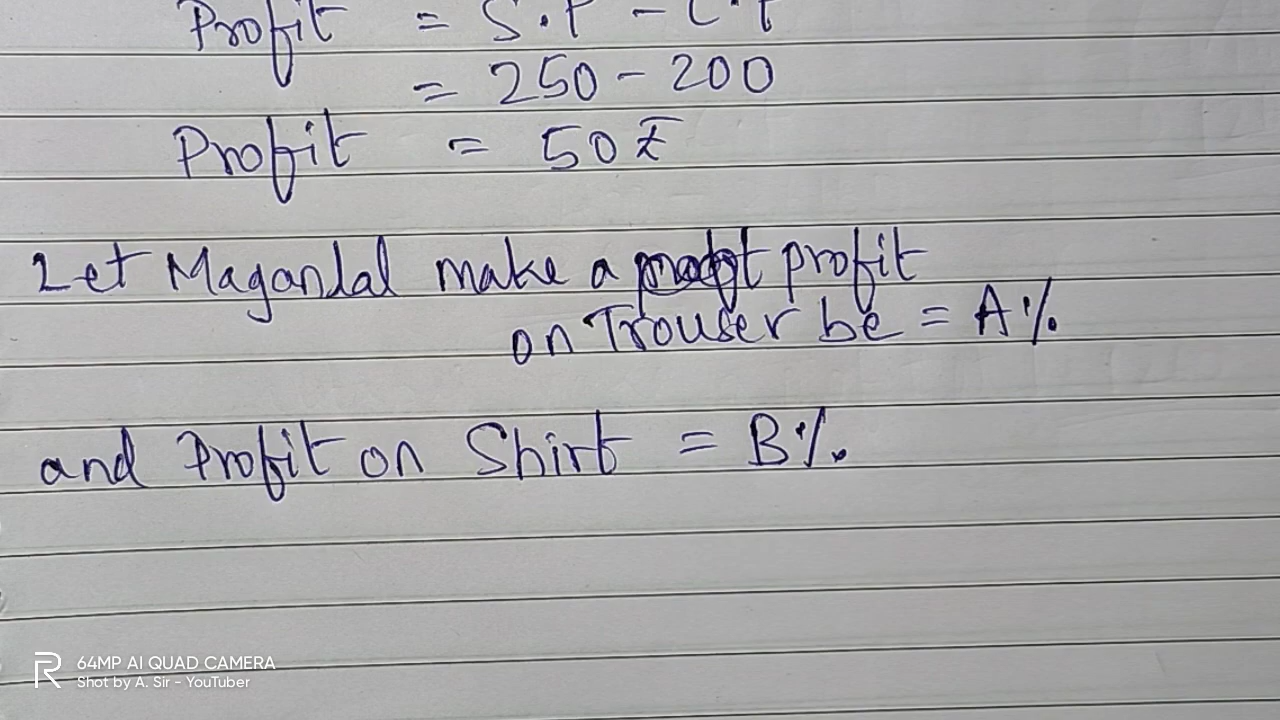 Profit = S.P - C.P
= 250 - 200
Profit = 50 ₹
Let Maganlal make a profit
on Trouser be = A%
and Profit on Shirt = B%.
64MP AI QUAD CAMERA
Shot by A. Sir - YouTuber